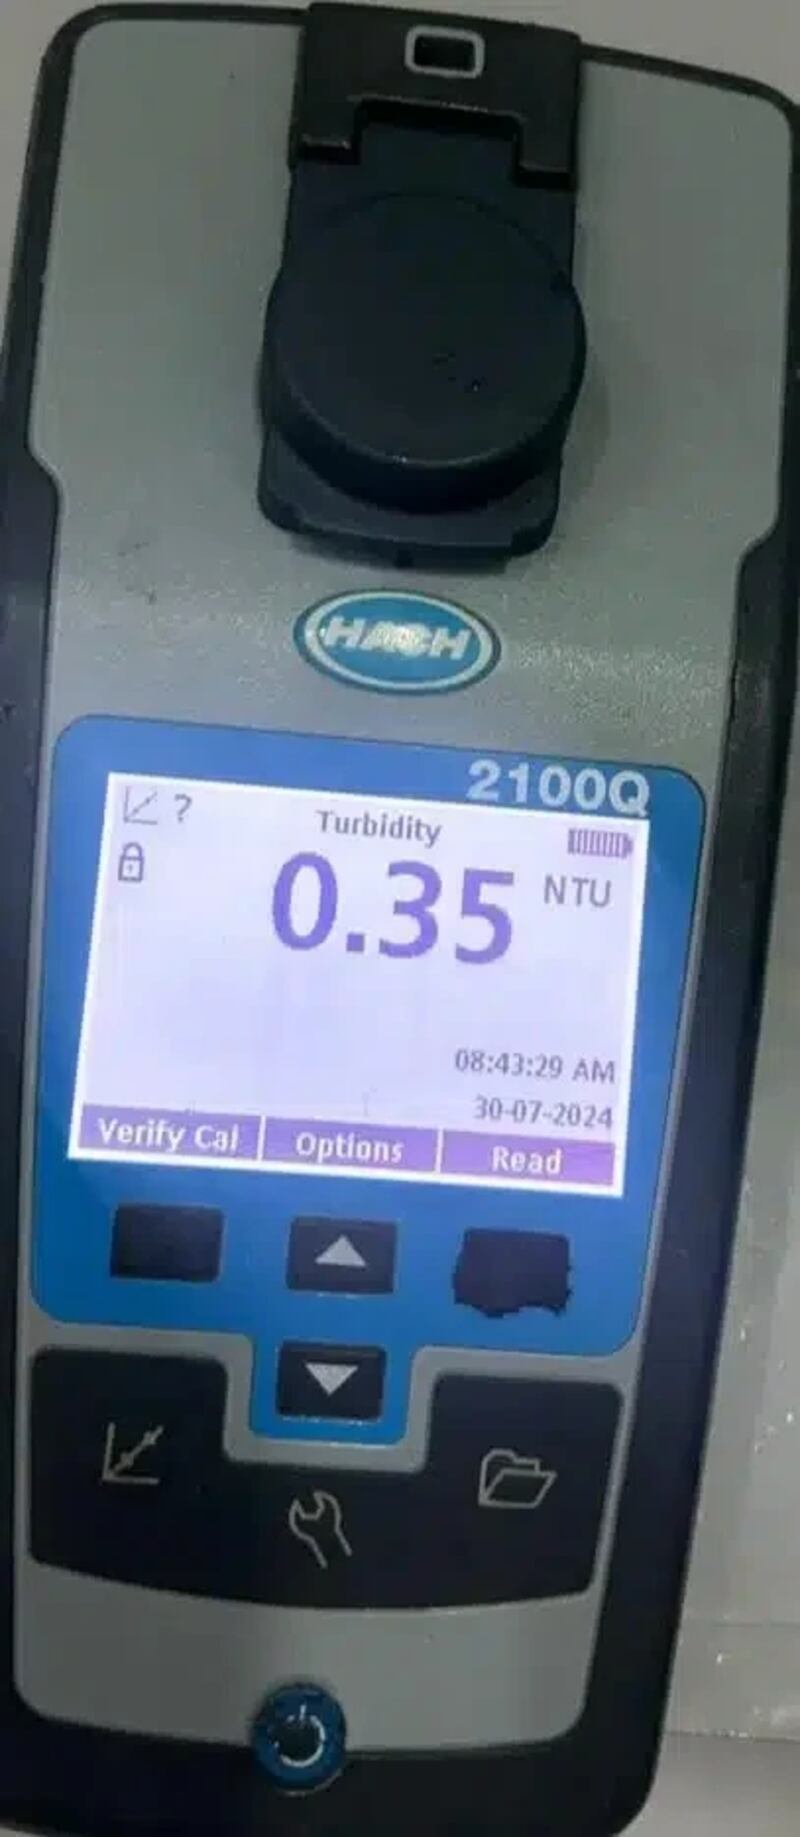 HACH
2100Q
?
Turbidity
0.35 NTU
08:43:29 AM
30-07-2024
Verify Cal Options Read